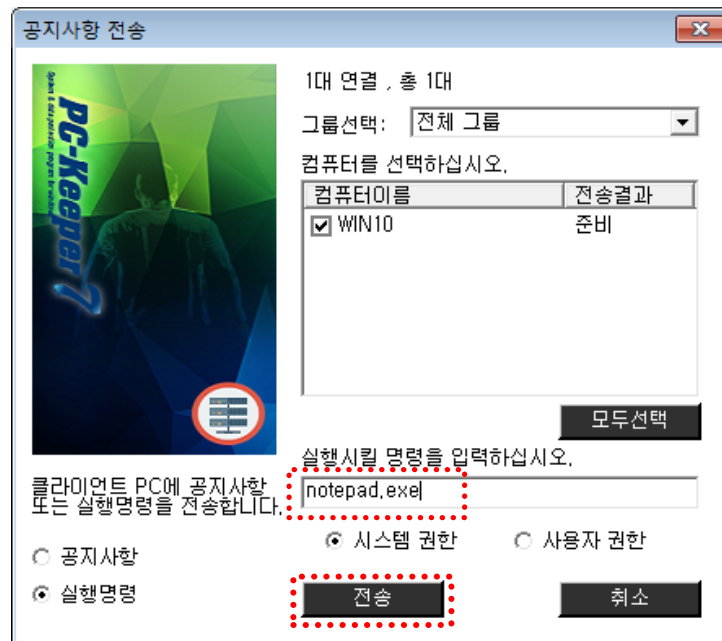 공지사항 전송
PC-Keeper 7
1대 연결 , 총 1대
그룹선택: 전체 그룹
컴퓨터를 선택하십시오.
컴퓨터이름 전송결과
WIN10 준비
모두선택
실행시킬 명령을 입력하십시오.
notepad.exe
시스템 권한 사용자 권한
전송 취소
클라이언트 PC에 공지사항
또는 실행명령을 전송합니다.
공지사항
실행명령